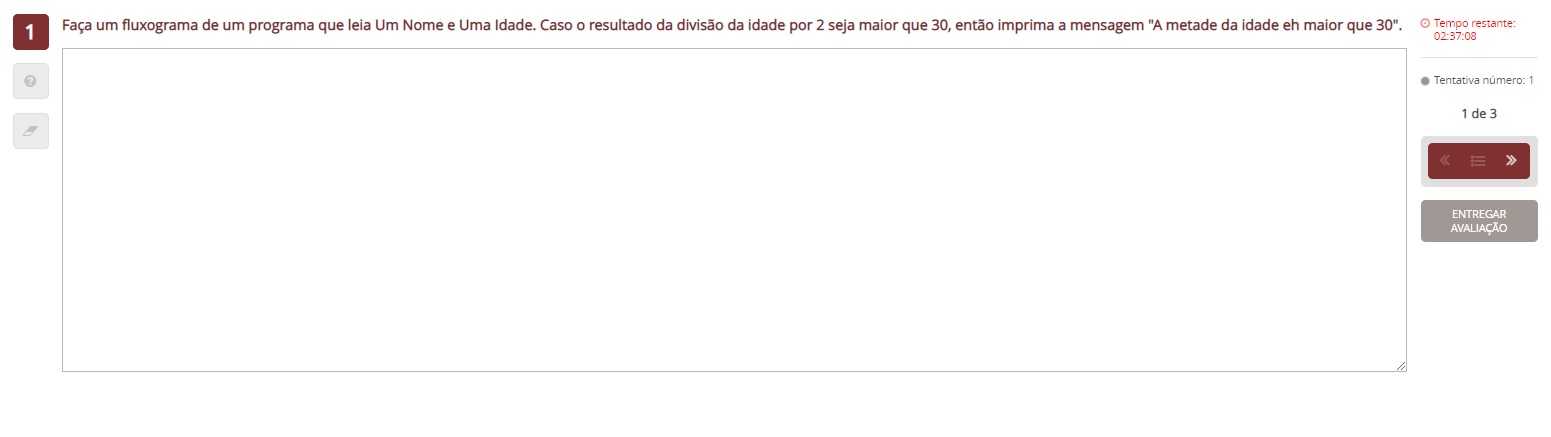 1
Faça um fluxograma de um programa que leia Um Nome e Uma Idade. Caso o resultado da divisão da idade por 2 seja maior que 30, então imprima a mensagem "A metade da idade eh maior que 30".
Tempo restante:
02:37:08
Tentativa número: 1
1 de 3
ENTREGAR
AVALIAÇÃO